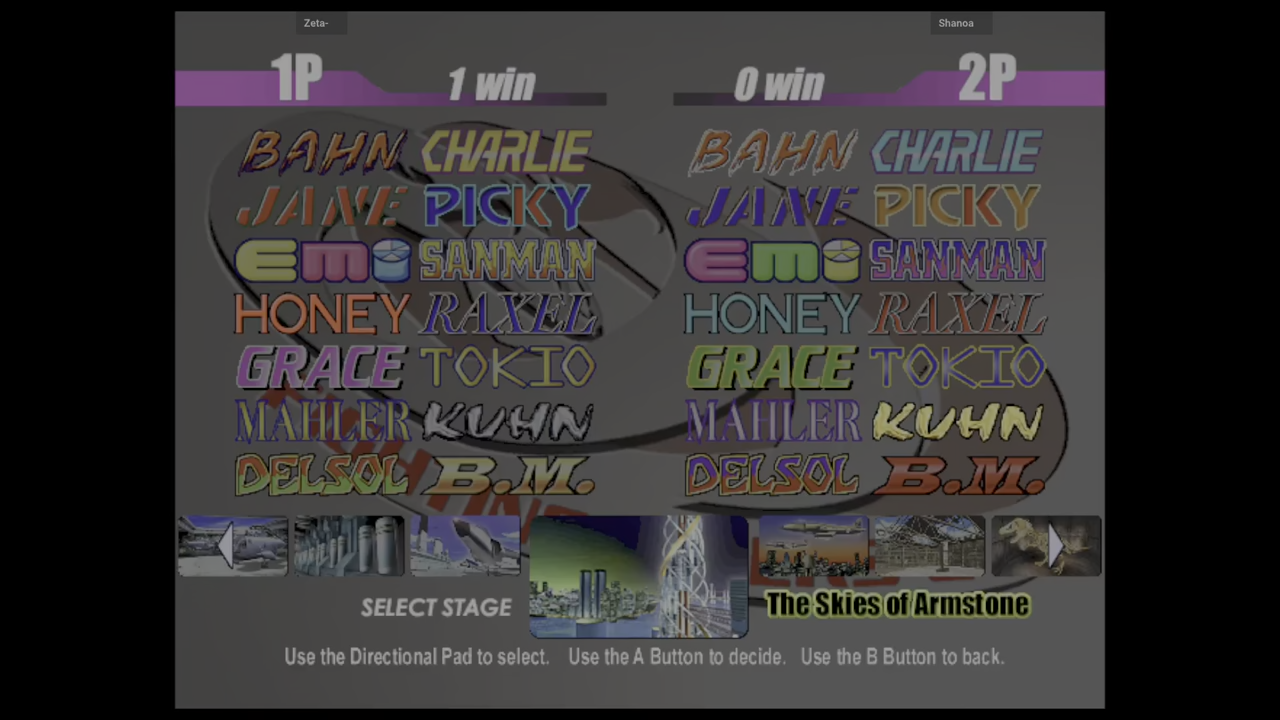 Zeta- Shanoa
1P 1 win 0 win 2P
BAHN CHARLIE BAHN CHARLIE
JANE PICKY JANE PICKY
emi SANMAN emi SANMAN
HONEY RAXEL HONEY RAXEL
GRACE TOKIO GRACE TOKIO
MAHLER KUHN MAHLER KUHN
DELSOL B.M. DELSOL B.M.
SELECT STAGE The Skies of Armstone
Use the Directional Pad to select. Use the A Button to decide. Use the B Button to back.